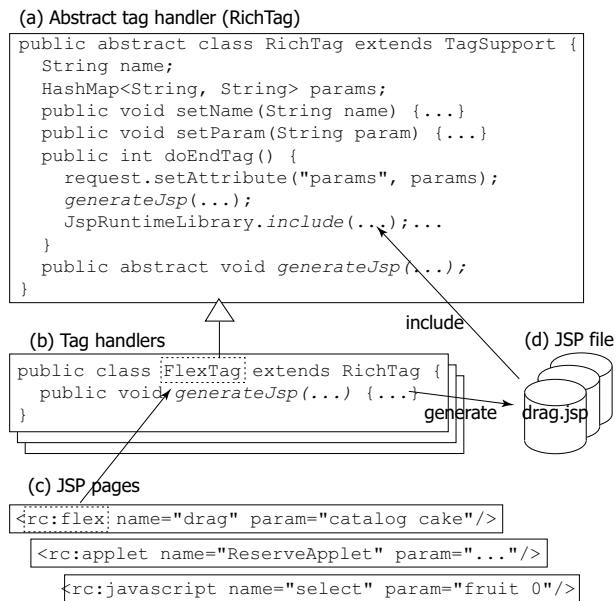 (a) Abstract tag handler (RichTag)
public abstract class RichTag extends TagSupport {
String name;
HashMap<String, String> params;
public void setName(String name) {...}
public void setParam(String param) {...}
public int doEndTag() {
request.setAttribute("params", params);
generateJsp(...);
JspRuntimeLibrary.include(...);...
}
public abstract void generateJsp(...);
}
include
(b) Tag handlers
(d) JSP file
public class FlexTag extends RichTag {
public void generateJsp(...) {...}
}
generate
drag.jsp
(c) JSP pages
<rc:flex name="drag" param="catalog cake"/>
<rc:applet name="ReserveApplet" param="..."/>
<rc:javascript name="select" param="fruit 0"/>